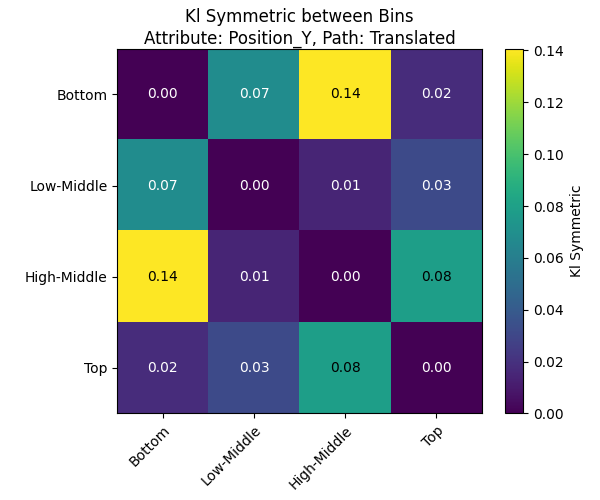 Kl Symmetric between Bins
Attribute: Position_Y, Path: Translated
Bottom 0.00 0.07 0.14 0.02
Low-Middle 0.07 0.00 0.01 0.03
High-Middle 0.14 0.01 0.00 0.08
Top 0.02 0.03 0.08 0.00
Bottom Low-Middle High-Middle Top
0.14
0.12
0.10
0.08
0.06
0.04
0.02
0.00
Kl Symmetric